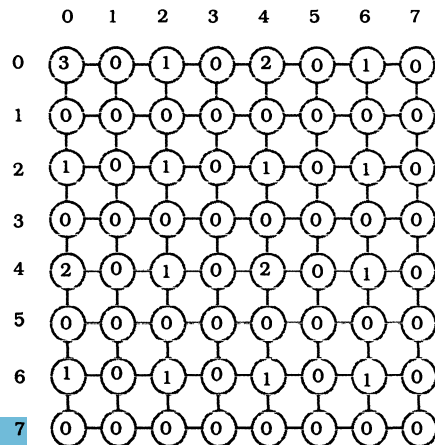 0 1 2 3 4 5 6 7
0 3 0 1 0 2 0 1 0
1 0 0 0 0 0 0 0 0
2 1 0 1 0 1 0 1 0
3 0 0 0 0 0 0 0 0
4 2 0 1 0 2 0 1 0
5 0 0 0 0 0 0 0 0
6 1 0 1 0 1 0 1 0
7 0 0 0 0 0 0 0 0